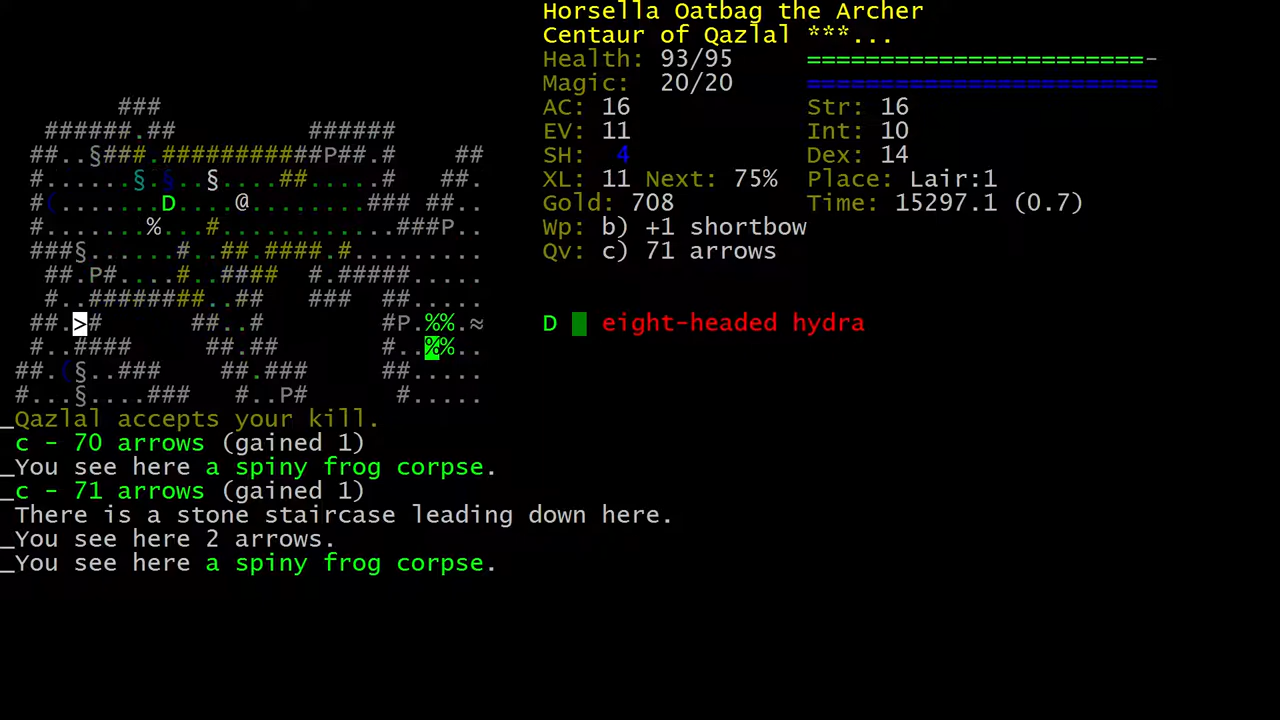 Horsella Oatbag the Archer
Centaur of Qazlal ***...
Health: 93/95 =======================-
Magic: 20/20 ========================
AC: 16 Str: 16
EV: 11 Int: 10
SH: 4 Dex: 14
XL: 11 Next: 75% Place: Lair:1
Gold: 708 Time: 15297.1 (0.7)
Wp: b) +1 shortbow
Qv: c) 71 arrows
D eight-headed hydra
       ###
  ######.##         ######
 ##..§###.###########P##.#    ##
 #......§.§..§....##.....#   ##.
 #(.......D....@.........### ##..
 #.......%...#............###P..
 ###§......#..##.####.#.........
  ##.P#....#..####  #.#####.....
  #..#######..##   ###  ##.....
 ##.>#      ##..#       #P.%%.≈
 #..####     ##.##       #..%%..
##.(§..###    ##.###      ##.....
#...§....###   #..P#       #.....
_Qazlal accepts your kill.
c - 70 arrows (gained 1)
_You see here a spiny frog corpse.
_c - 71 arrows (gained 1)
There is a stone staircase leading down here.
_You see here 2 arrows.
_You see here a spiny frog corpse.